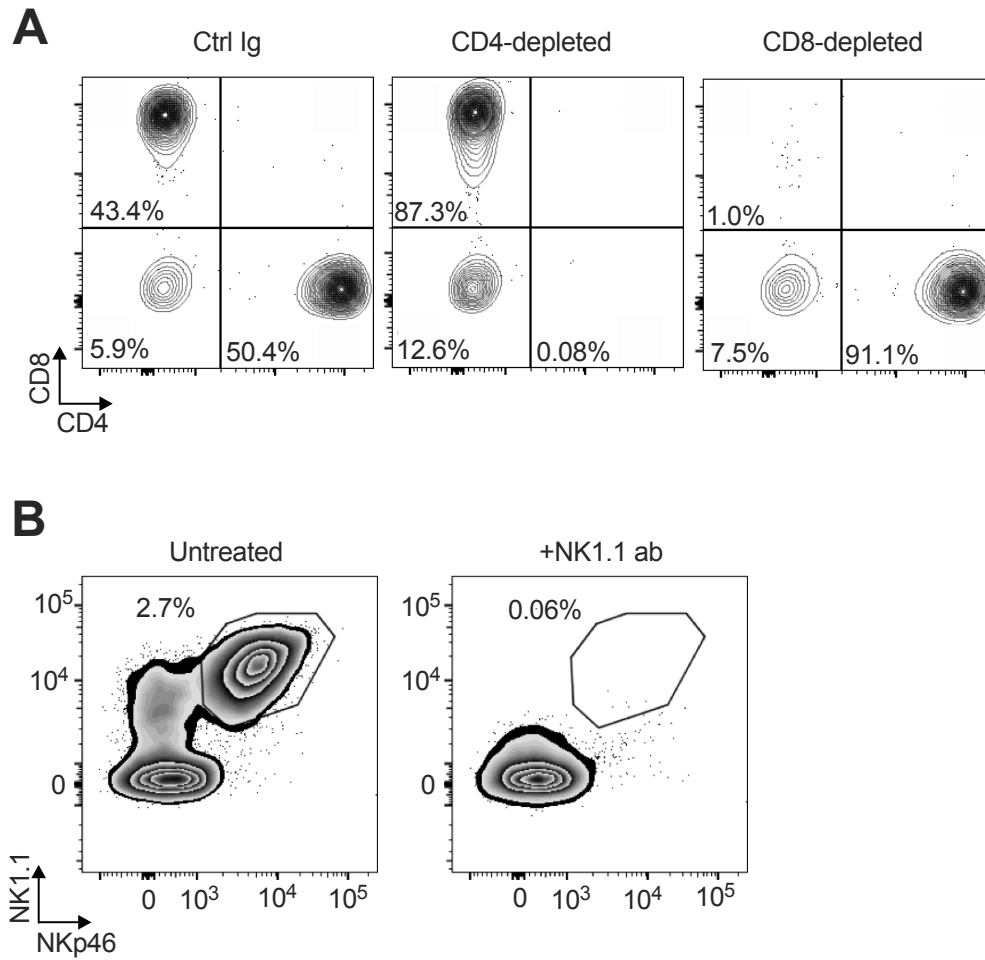 A
Ctrl Ig CD4-depleted CD8-depleted
43.4% 87.3% 1.0%
5.9% 50.4% 12.6% 0.08% 7.5% 91.1%
CD8
CD4
B
Untreated +NK1.1 ab
10⁵ 2.7% 0.06% 10⁵
10⁴ 10⁴
0 0
0 10³ 10⁴ 10⁵ 0 10³ 10⁴ 10⁵
NK1.1
NKp46